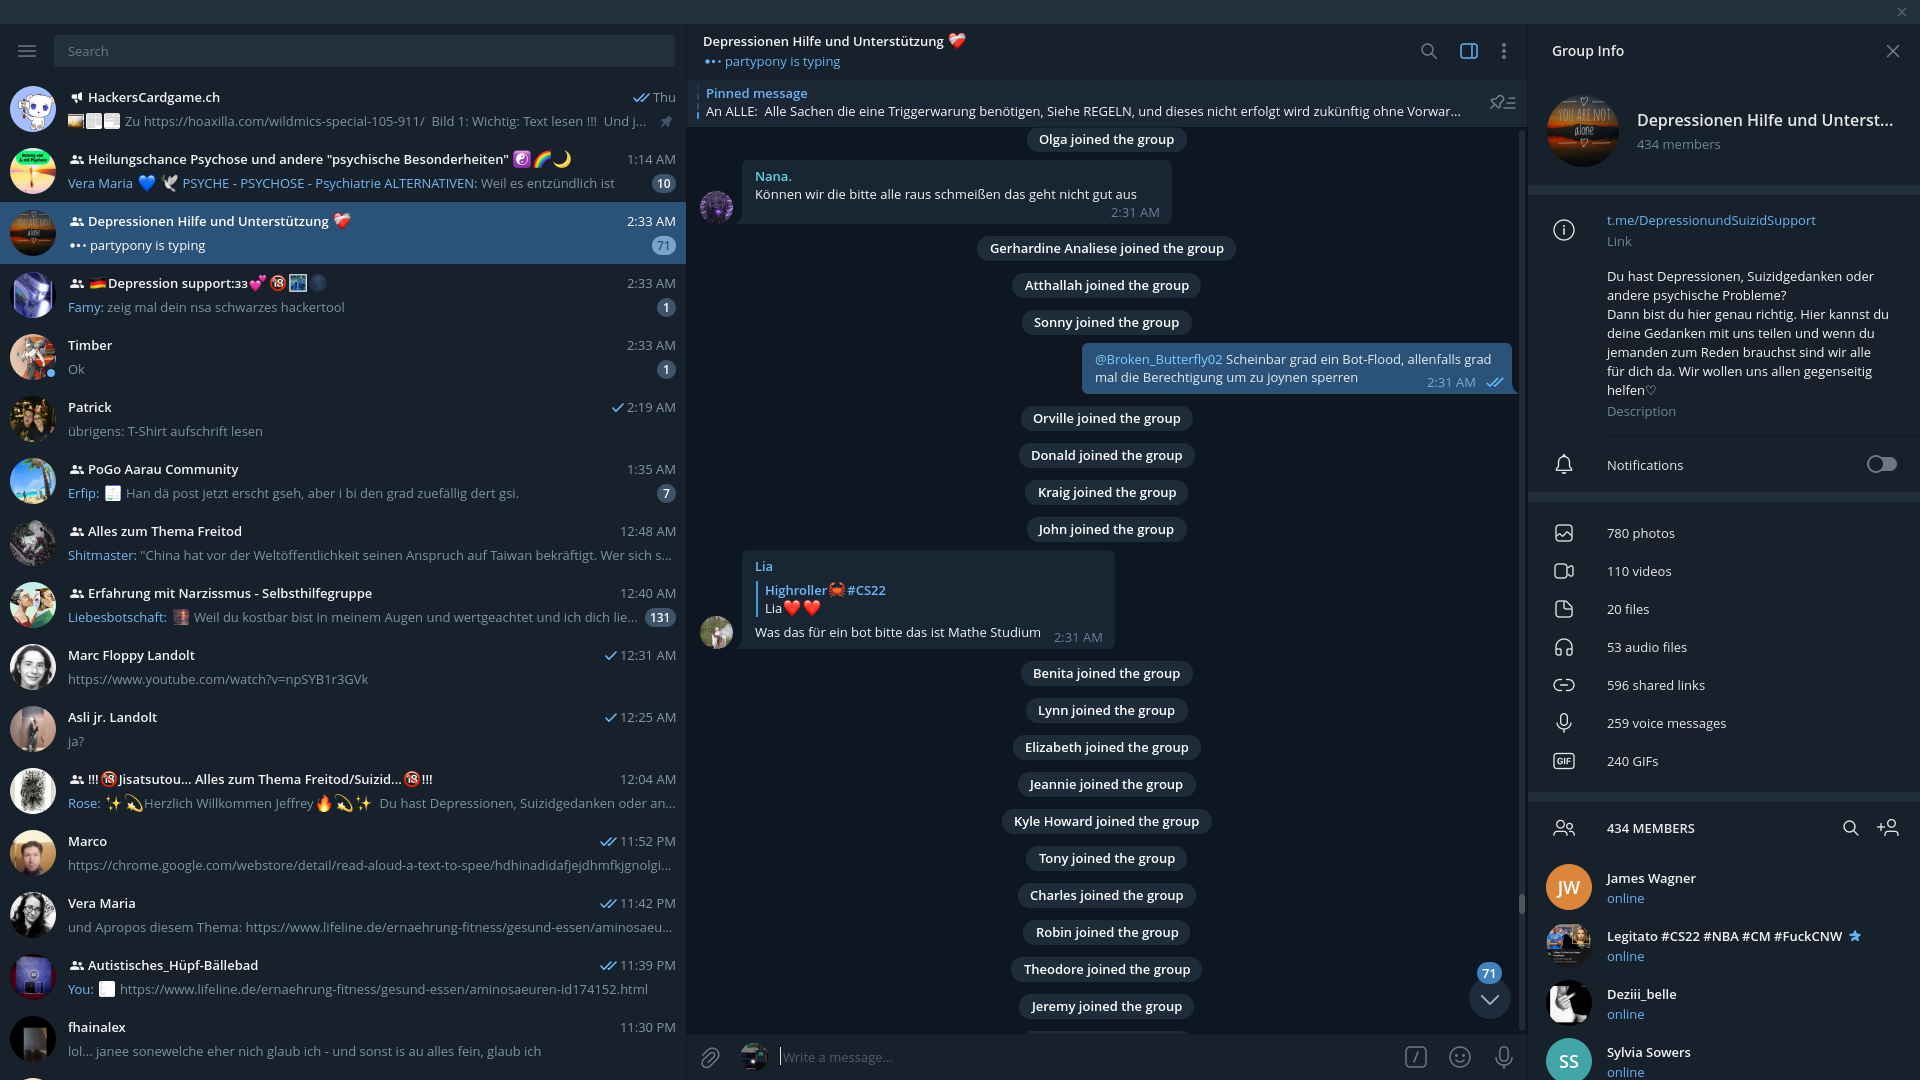 Search
HackersCardgame.ch
Thu
Zu https://hoaxilla.com/wildmics-special-105-911/ Bild 1: Wichtig: Text lesen !!! Und j...
Heilungschance Psychose und andere "psychische Besonderheiten" ☯️🌈🌙
1:14 AM
Vera Maria 💙 🕊 PSYCHE - PSYCHOSE - Psychiatrie ALTERNATIVEN: Weil es entzündlich ist
10
Depressionen Hilfe und Unterstützung ❤️‍🩹
2:33 AM
partypony is typing
71
🇩🇪Depression support:зз💕🔞🌃🌑
2:33 AM
Famy: zeig mal dein nsa schwarzes hackertool
1
Timber
2:33 AM
Ok
1
Patrick
2:19 AM
übrigens: T-Shirt aufschrift lesen
PoGo Aarau Community
1:35 AM
Erfip: Han dä post jetzt erscht gseh, aber i bi den grad zuefällig dert gsi.
7
Alles zum Thema Freitod
12:48 AM
Shitmaster: "China hat vor der Weltöffentlichkeit seinen Anspruch auf Taiwan bekräftigt. Wer sich s...
Erfahrung mit Narzissmus - Selbsthilfegruppe
12:40 AM
Liebesbotschaft: Weil du kostbar bist in meinem Augen und wertgeachtet und ich dich lie...
131
Marc Floppy Landolt
12:31 AM
https://www.youtube.com/watch?v=npSYB1r3GVk
Asli jr. Landolt
12:25 AM
ja?
!!!🔞Jisatsutou... Alles zum Thema Freitod/Suizid...🔞!!!
12:04 AM
Rose: ✨💫Herzlich Willkommen Jeffrey🔥💫✨ Du hast Depressionen, Suizidgedanken oder an...
Marco
11:52 PM
https://chrome.google.com/webstore/detail/read-aloud-a-text-to-spee/hdhinadidafjejdhmfkjgnolgi...
Vera Maria
11:42 PM
und Apropos diesem Thema: https://www.lifeline.de/ernaehrung-fitness/gesund-essen/aminosaeu...
Autistisches_Hüpf-Bällebad
11:39 PM
You: https://www.lifeline.de/ernaehrung-fitness/gesund-essen/aminosaeuren-id174152.html
fhainalex
11:30 PM
lol... janee sonewelche eher nich glaub ich - und sonst is au alles fein, glaub ich
Depressionen Hilfe und Unterstützung ❤️‍🩹
partypony is typing
Pinned message
An ALLE: Alle Sachen die eine Triggerwarung benötigen, Siehe REGELN, und dieses nicht erfolgt wird zukünftig ohne Vorwar...
Olga joined the group
Nana.
Können wir die bitte alle raus schmeißen das geht nicht gut aus
2:31 AM
Gerhardine Analiese joined the group
Atthallah joined the group
Sonny joined the group
@Broken_Butterfly02 Scheinbar grad ein Bot-Flood, allenfalls grad
mal die Berechtigung um zu joynen sperren
2:31 AM
Orville joined the group
Donald joined the group
Kraig joined the group
John joined the group
Lia
Highroller🦀#CS22
Lia❤️❤️
Was das für ein bot bitte das ist Mathe Studium
2:31 AM
Benita joined the group
Lynn joined the group
Elizabeth joined the group
Jeannie joined the group
Kyle Howard joined the group
Tony joined the group
Charles joined the group
Robin joined the group
Theodore joined the group
Jeremy joined the group
71
Write a message...
Group Info
YOU ARE NOT
alone
Depressionen Hilfe und Unterst...
434 members
t.me/DepressionundSuizidSupport
Link
Du hast Depressionen, Suizidgedanken oder
andere psychische Probleme?
Dann bist du hier genau richtig. Hier kannst du
deine Gedanken mit uns teilen und wenn du
jemanden zum Reden brauchst sind wir alle
für dich da. Wir wollen uns allen gegenseitig
helfen♡
Description
Notifications
780 photos
110 videos
20 files
53 audio files
596 shared links
259 voice messages
GIF
240 GIFs
434 MEMBERS
JW
James Wagner
online
Legitato #CS22 #NBA #CM #FuckCNW
online
Deziii_belle
online
SS
Sylvia Sowers
online